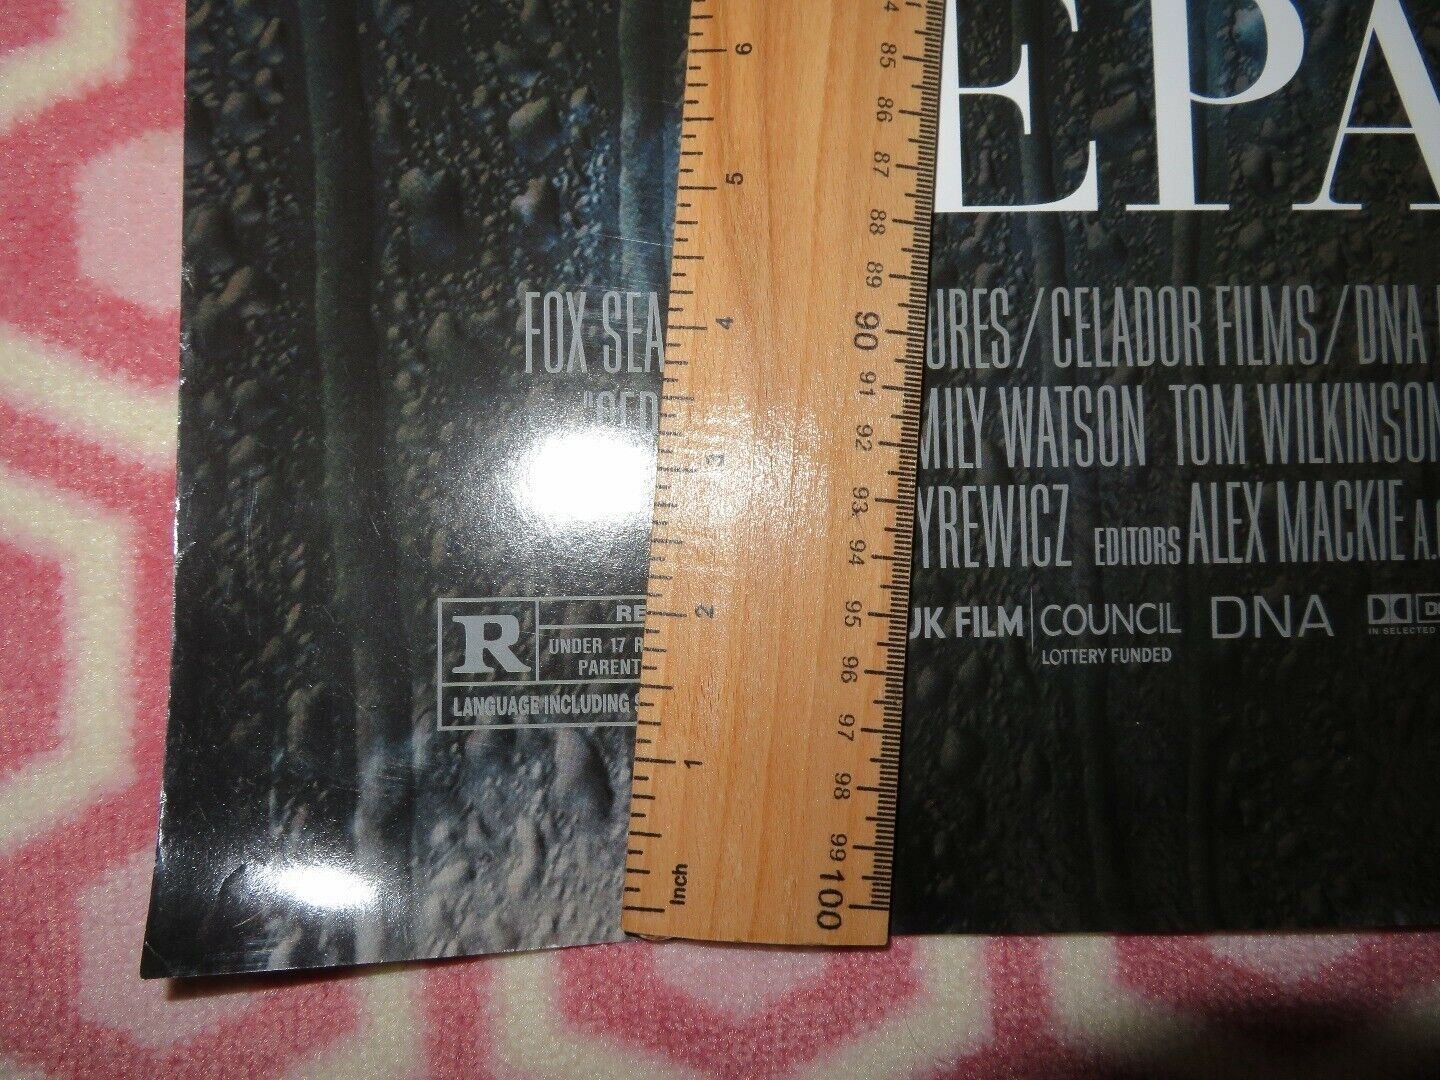 E PA
FOX SEA URES / CELADOR FILMS / DNA
MILY WATSON TOM WILKINSON
YREWICZ EDITORS ALEX MACKIE A.
UK FILM COUNCIL
LOTTERY FUNDED
DNA
IN SELECTED
R
RE
UNDER 17 R
PARENT
LANGUAGE INCLUDING S
6
5
4
3
2
1
Inch
85
86
87
88
89
90
91
92
93
94
95
96
97
98
99
100